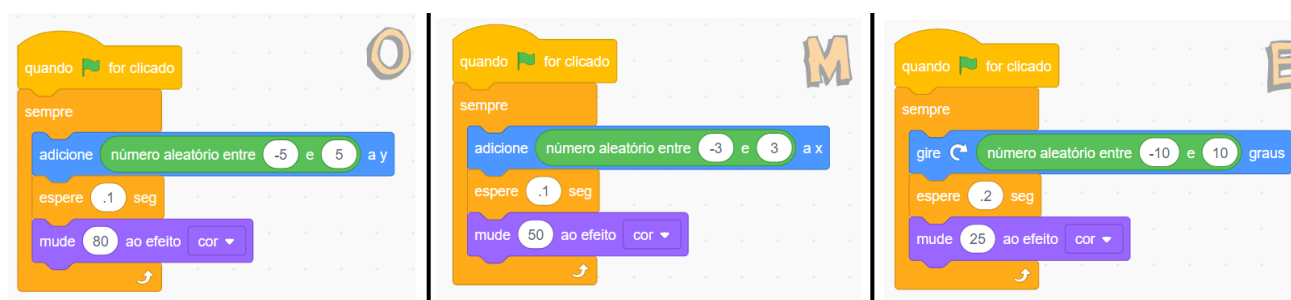 O
quando for clicado
sempre
adicione número aleatório entre -5 e 5 a y
espere .1 seg
mude 80 ao efeito cor
M
quando for clicado
sempre
adicione número aleatório entre -3 e 3 a x
espere .1 seg
mude 50 ao efeito cor
E
quando for clicado
sempre
gire número aleatório entre -10 e 10 graus
espere .2 seg
mude 25 ao efeito cor